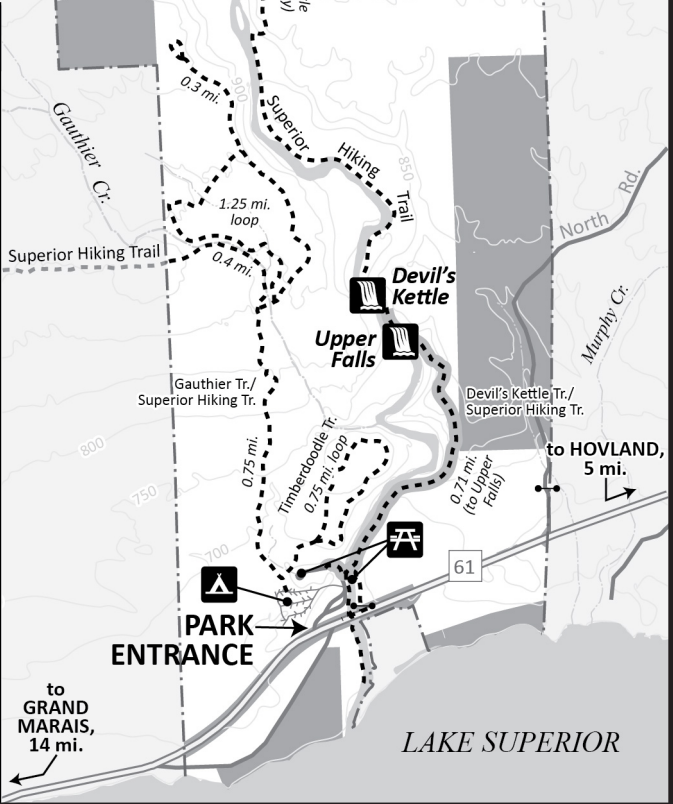 le
y)
0.3 mi.
900
Superior
Hiking
Trail
850
Gauthier Cr.
North Rd.
1.25 mi.
loop
Superior Hiking Trail
0.4 mi.
Devil's
Kettle
Upper
Falls
Murphy Cr.
Gauthier Tr./
Superior Hiking Tr.
Devil's Kettle Tr./
Superior Hiking Tr.
800
0.75 mi.
Timberdoodle Tr.
0.75 mi. loop
0.71 mi.
(to Upper
Falls)
to HOVLAND,
5 mi.
750
700
61
PARK
ENTRANCE
to
GRAND
MARAIS,
14 mi.
LAKE SUPERIOR